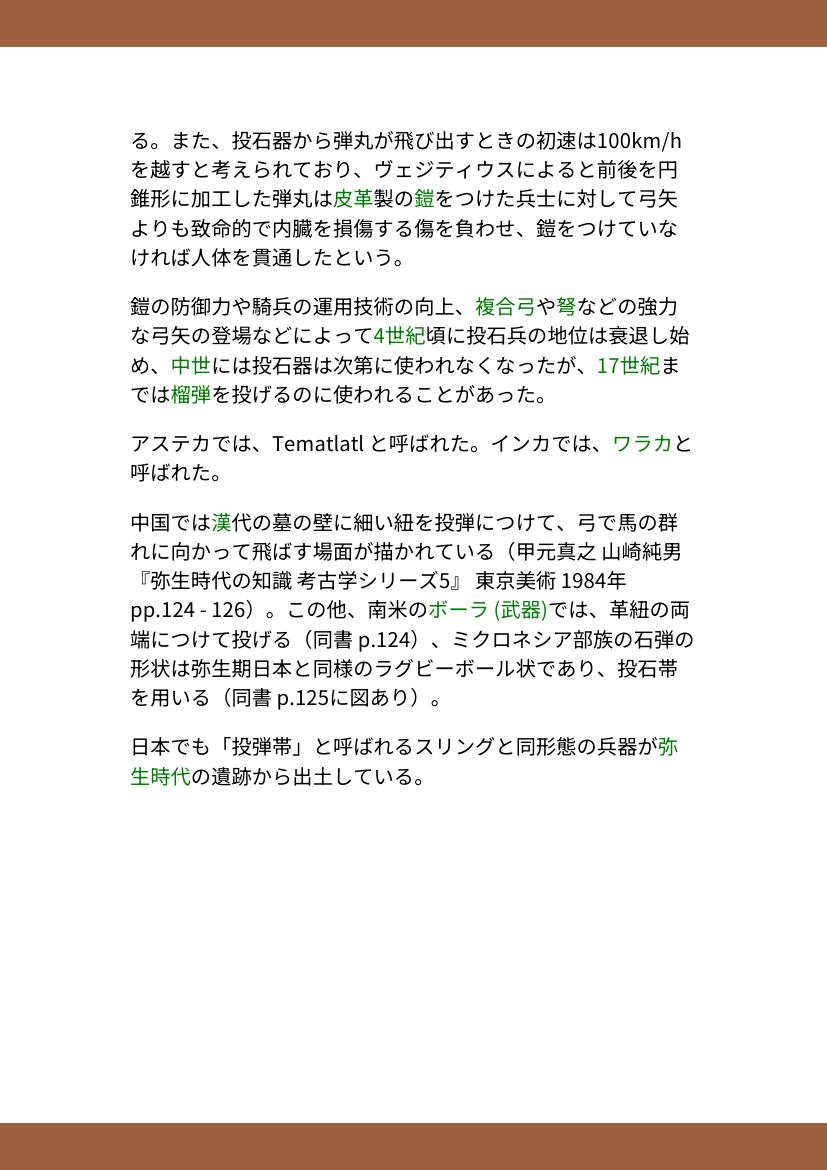 る。また、投石器から弾丸が飛び出すときの初速は100km/h
を越すと考えられており、ヴェジティウスによると前後を円
錐形に加工した弾丸は皮革製の鎧をつけた兵士に対して弓矢
よりも致命的で内臓を損傷する傷を負わせ、鎧をつけていな
ければ人体を貫通したという。
鎧の防御力や騎兵の運用技術の向上、複合弓や弩などの強力
な弓矢の登場などによって4世紀頃に投石兵の地位は衰退し始
め、中世には投石器は次第に使われなくなったが、17世紀ま
では榴弾を投げるのに使われることがあった。
アステカでは、Tematlatl と呼ばれた。インカでは、ワラカと
呼ばれた。
中国では漢代の墓の壁に細い紐を投弾につけて、弓で馬の群
れに向かって飛ばす場面が描かれている（甲元真之 山崎純男
『弥生時代の知識 考古学シリーズ5』 東京美術 1984年
pp.124 - 126）。この他、南米のボーラ (武器)では、革紐の両
端につけて投げる（同書 p.124）、ミクロネシア部族の石弾の
形状は弥生期日本と同様のラグビーボール状であり、投石帯
を用いる（同書 p.125に図あり）。
日本でも「投弾帯」と呼ばれるスリングと同形態の兵器が弥
生時代の遺跡から出土している。